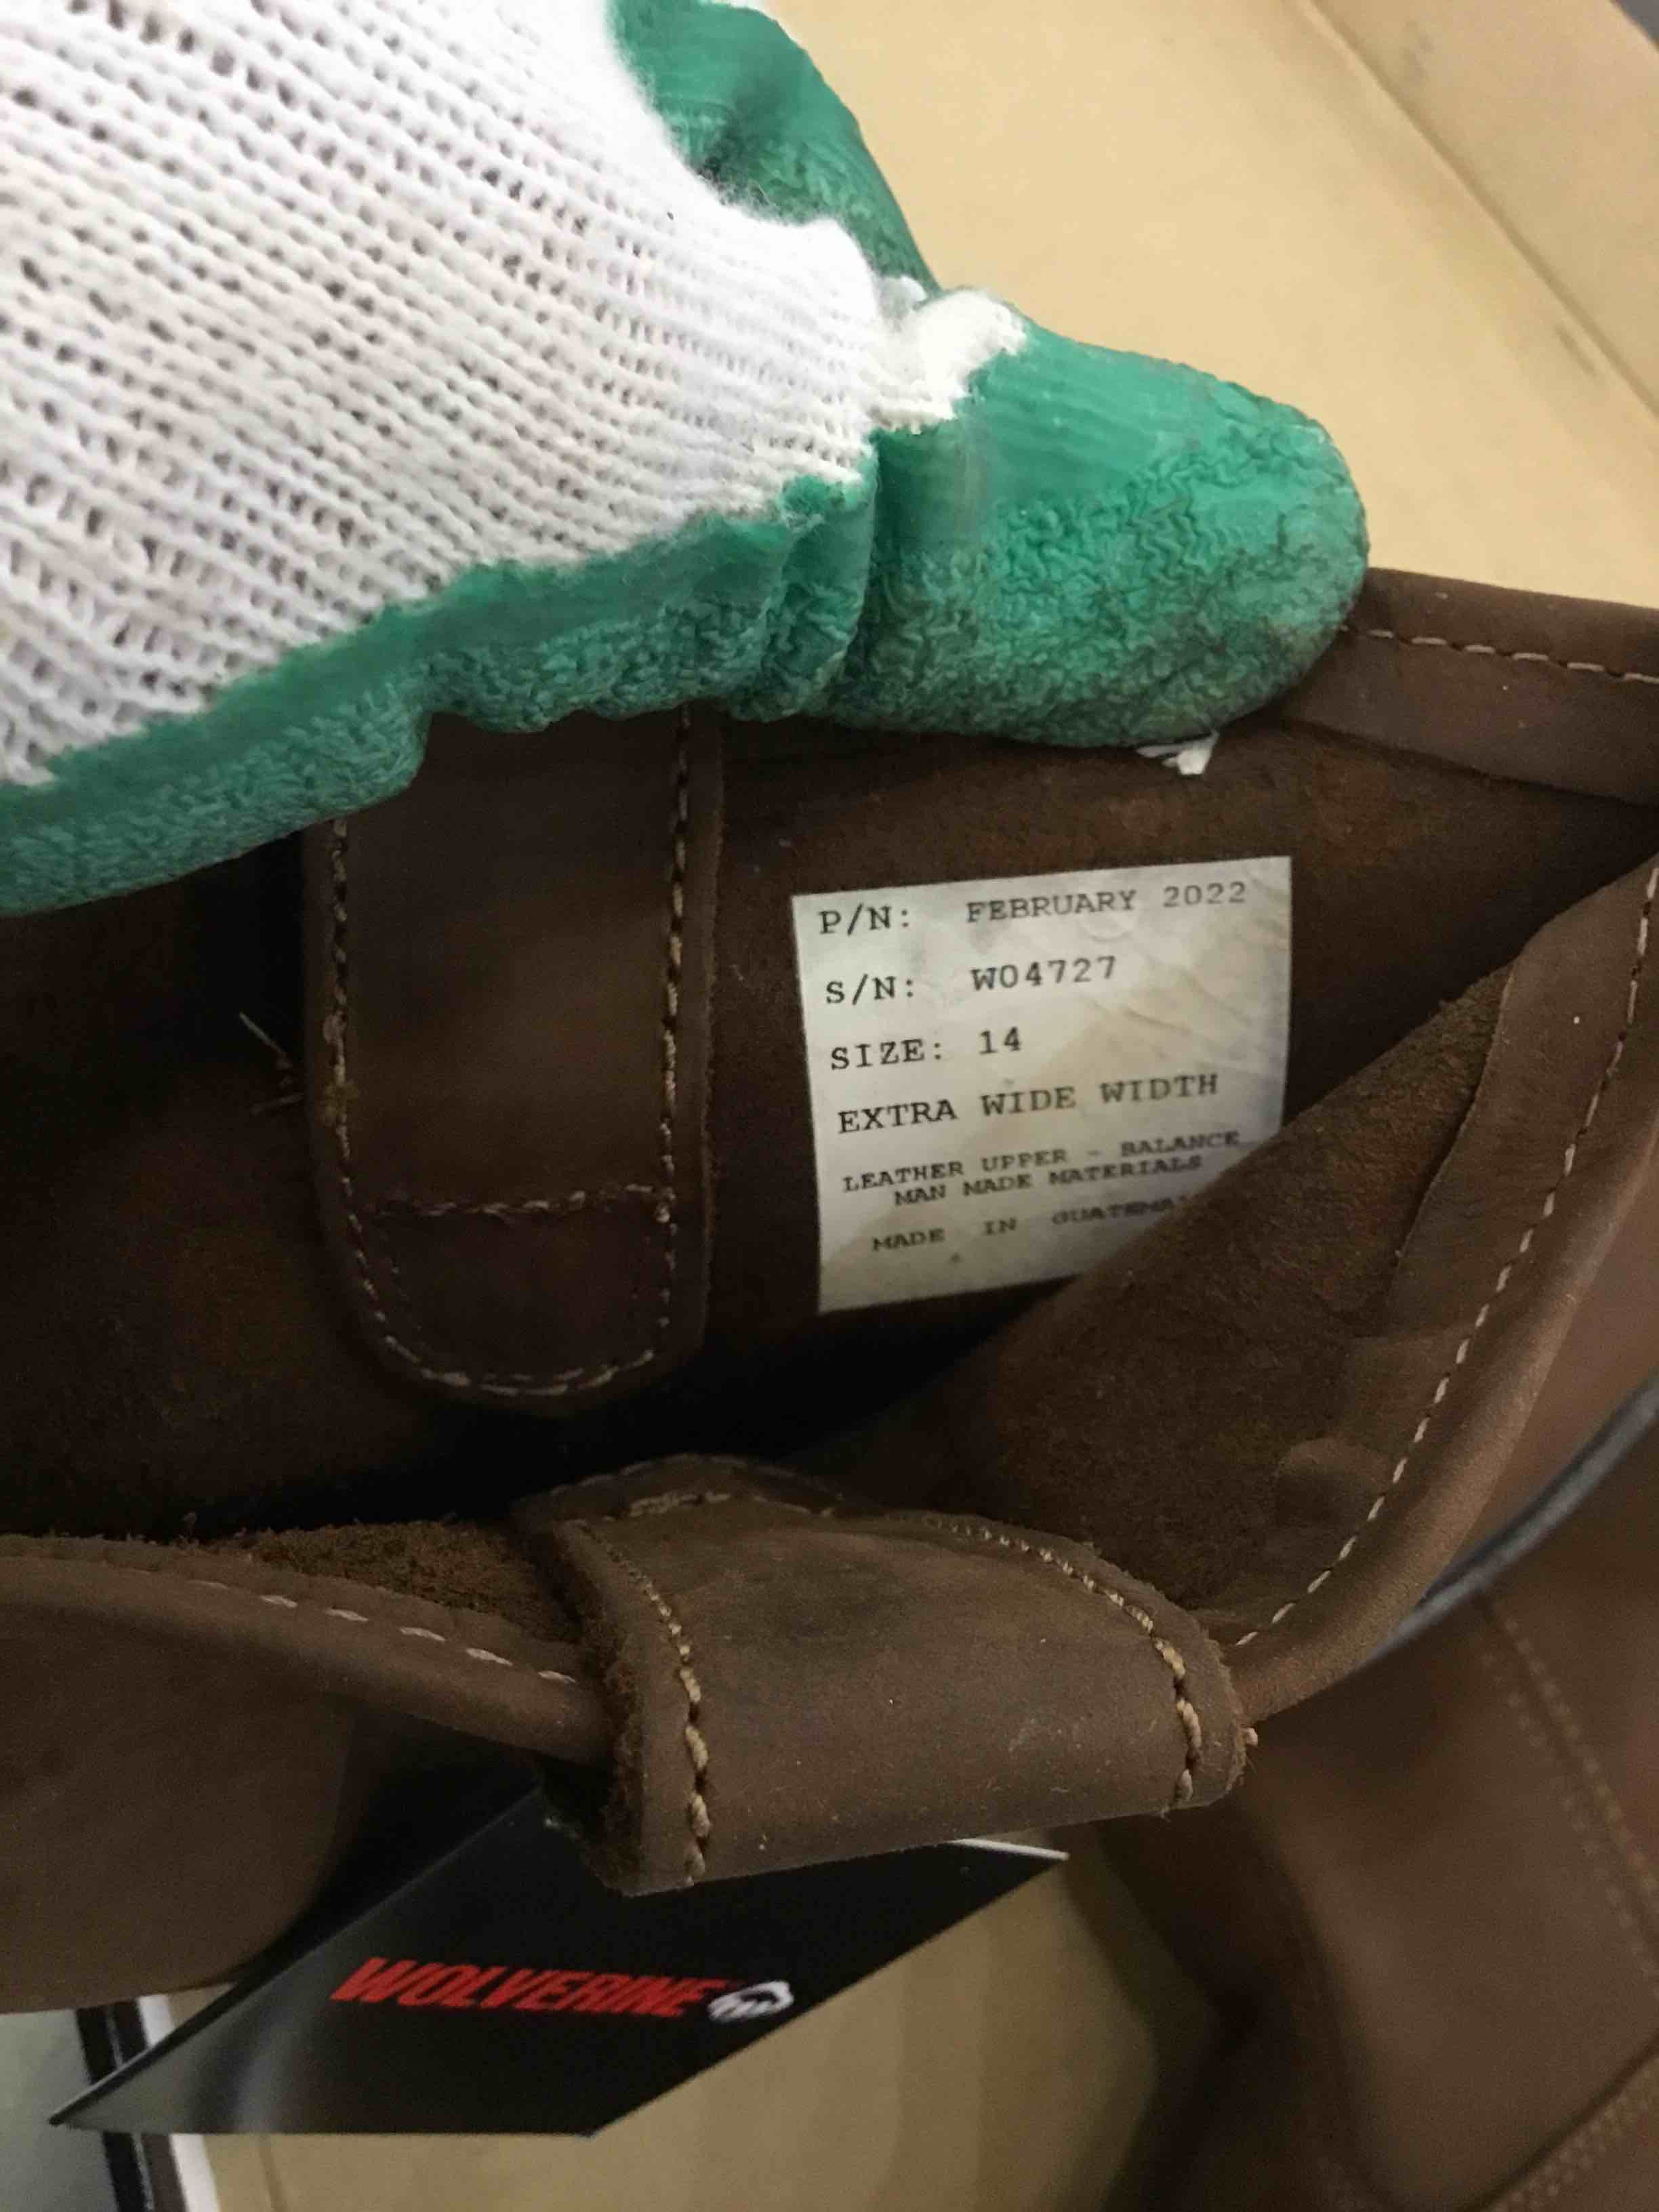 P/N: FEBRUARY 2022
S/N: W04727
SIZE: 14
EXTRA WIDE WIDTH
LEATHER UPPER - BALANCE
MAN MADE MATERIALS
MADE IN
WOLVERINE